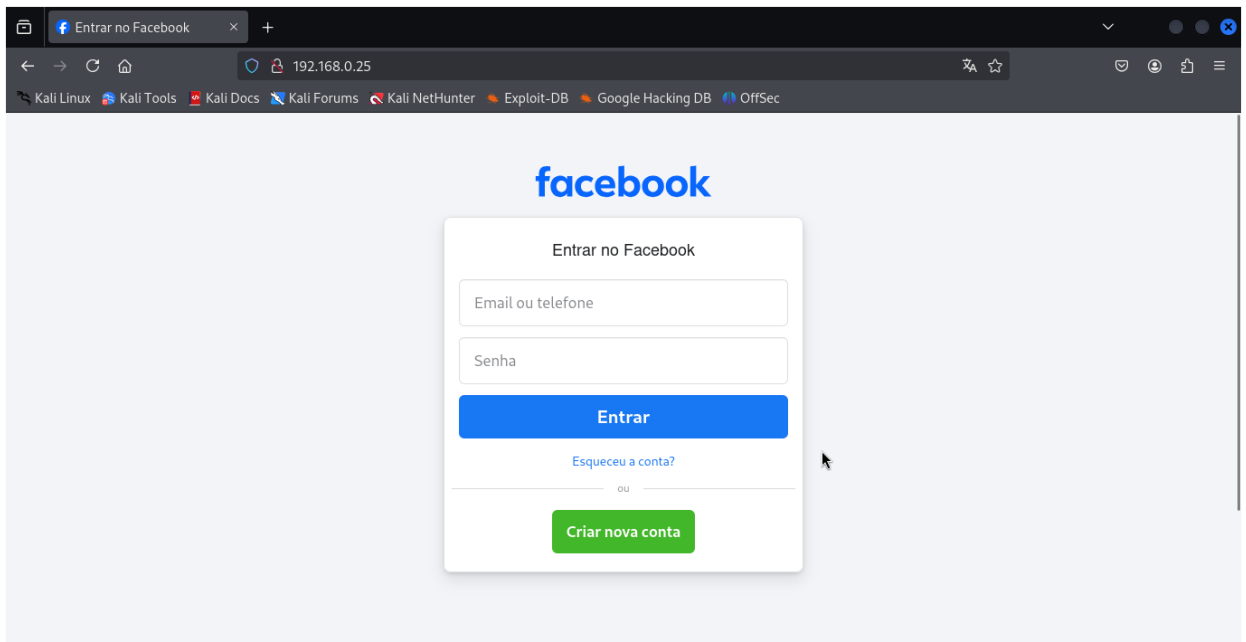 Entrar no Facebook
192.168.0.25
Kali Linux Kali Tools Kali Docs Kali Forums Kali NetHunter Exploit-DB Google Hacking DB OffSec
facebook
Entrar no Facebook
Email ou telefone
Senha
Entrar
Esqueceu a conta?
ou
Criar nova conta